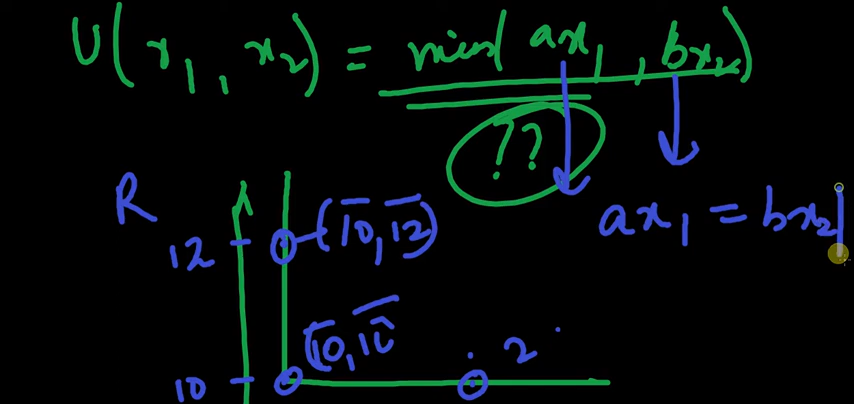 U(x₁, x₂) = min(ax₁, bx₂)
??
R
12 (10, 12)
ax₁ = bx₂
(10, 10
2
10